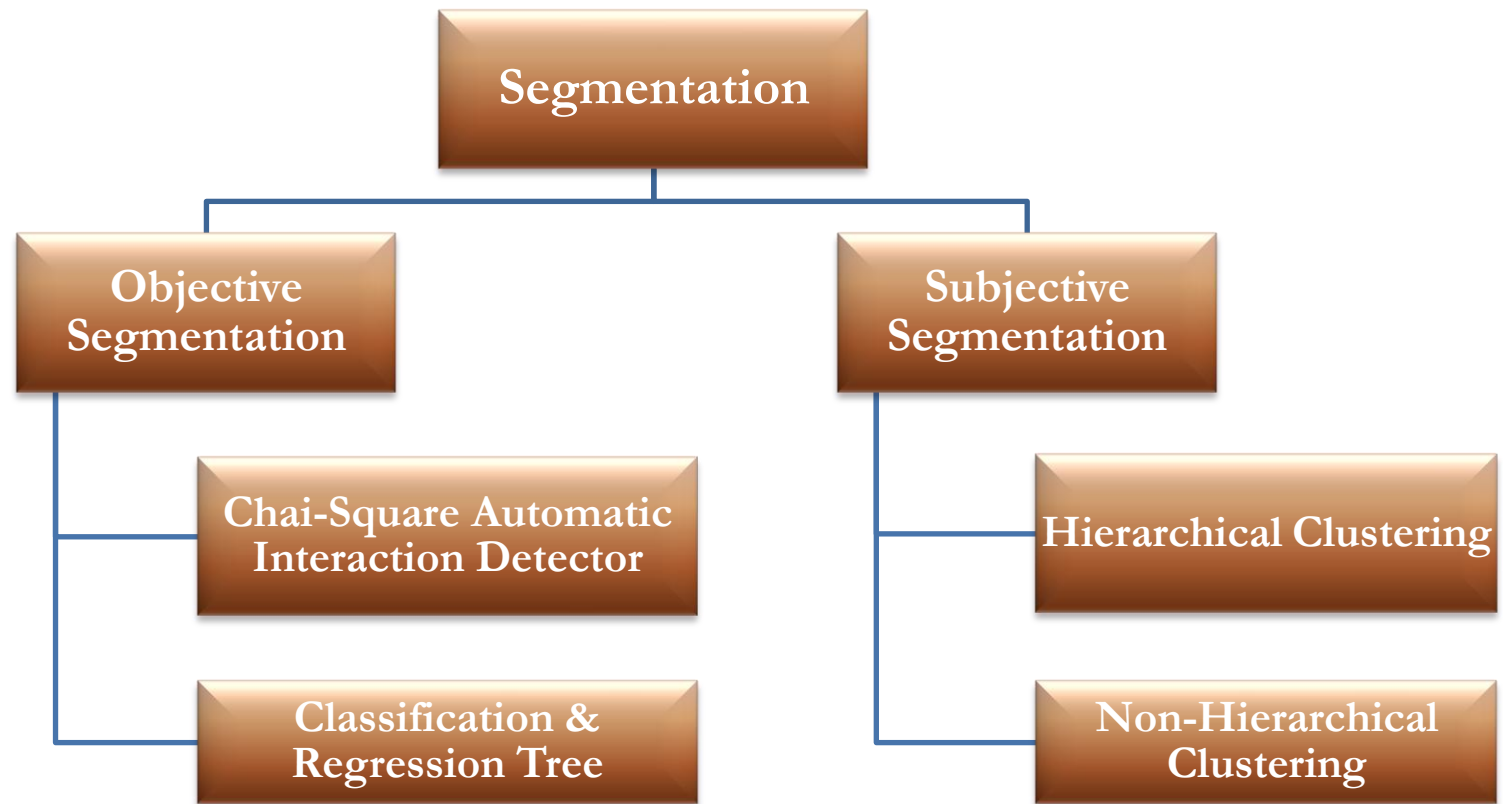 Segmentation
Objective
Segmentation
Subjective
Segmentation
Chai-Square Automatic
Interaction Detector
Hierarchical Clustering
Classification &
Regression Tree
Non-Hierarchical
Clustering